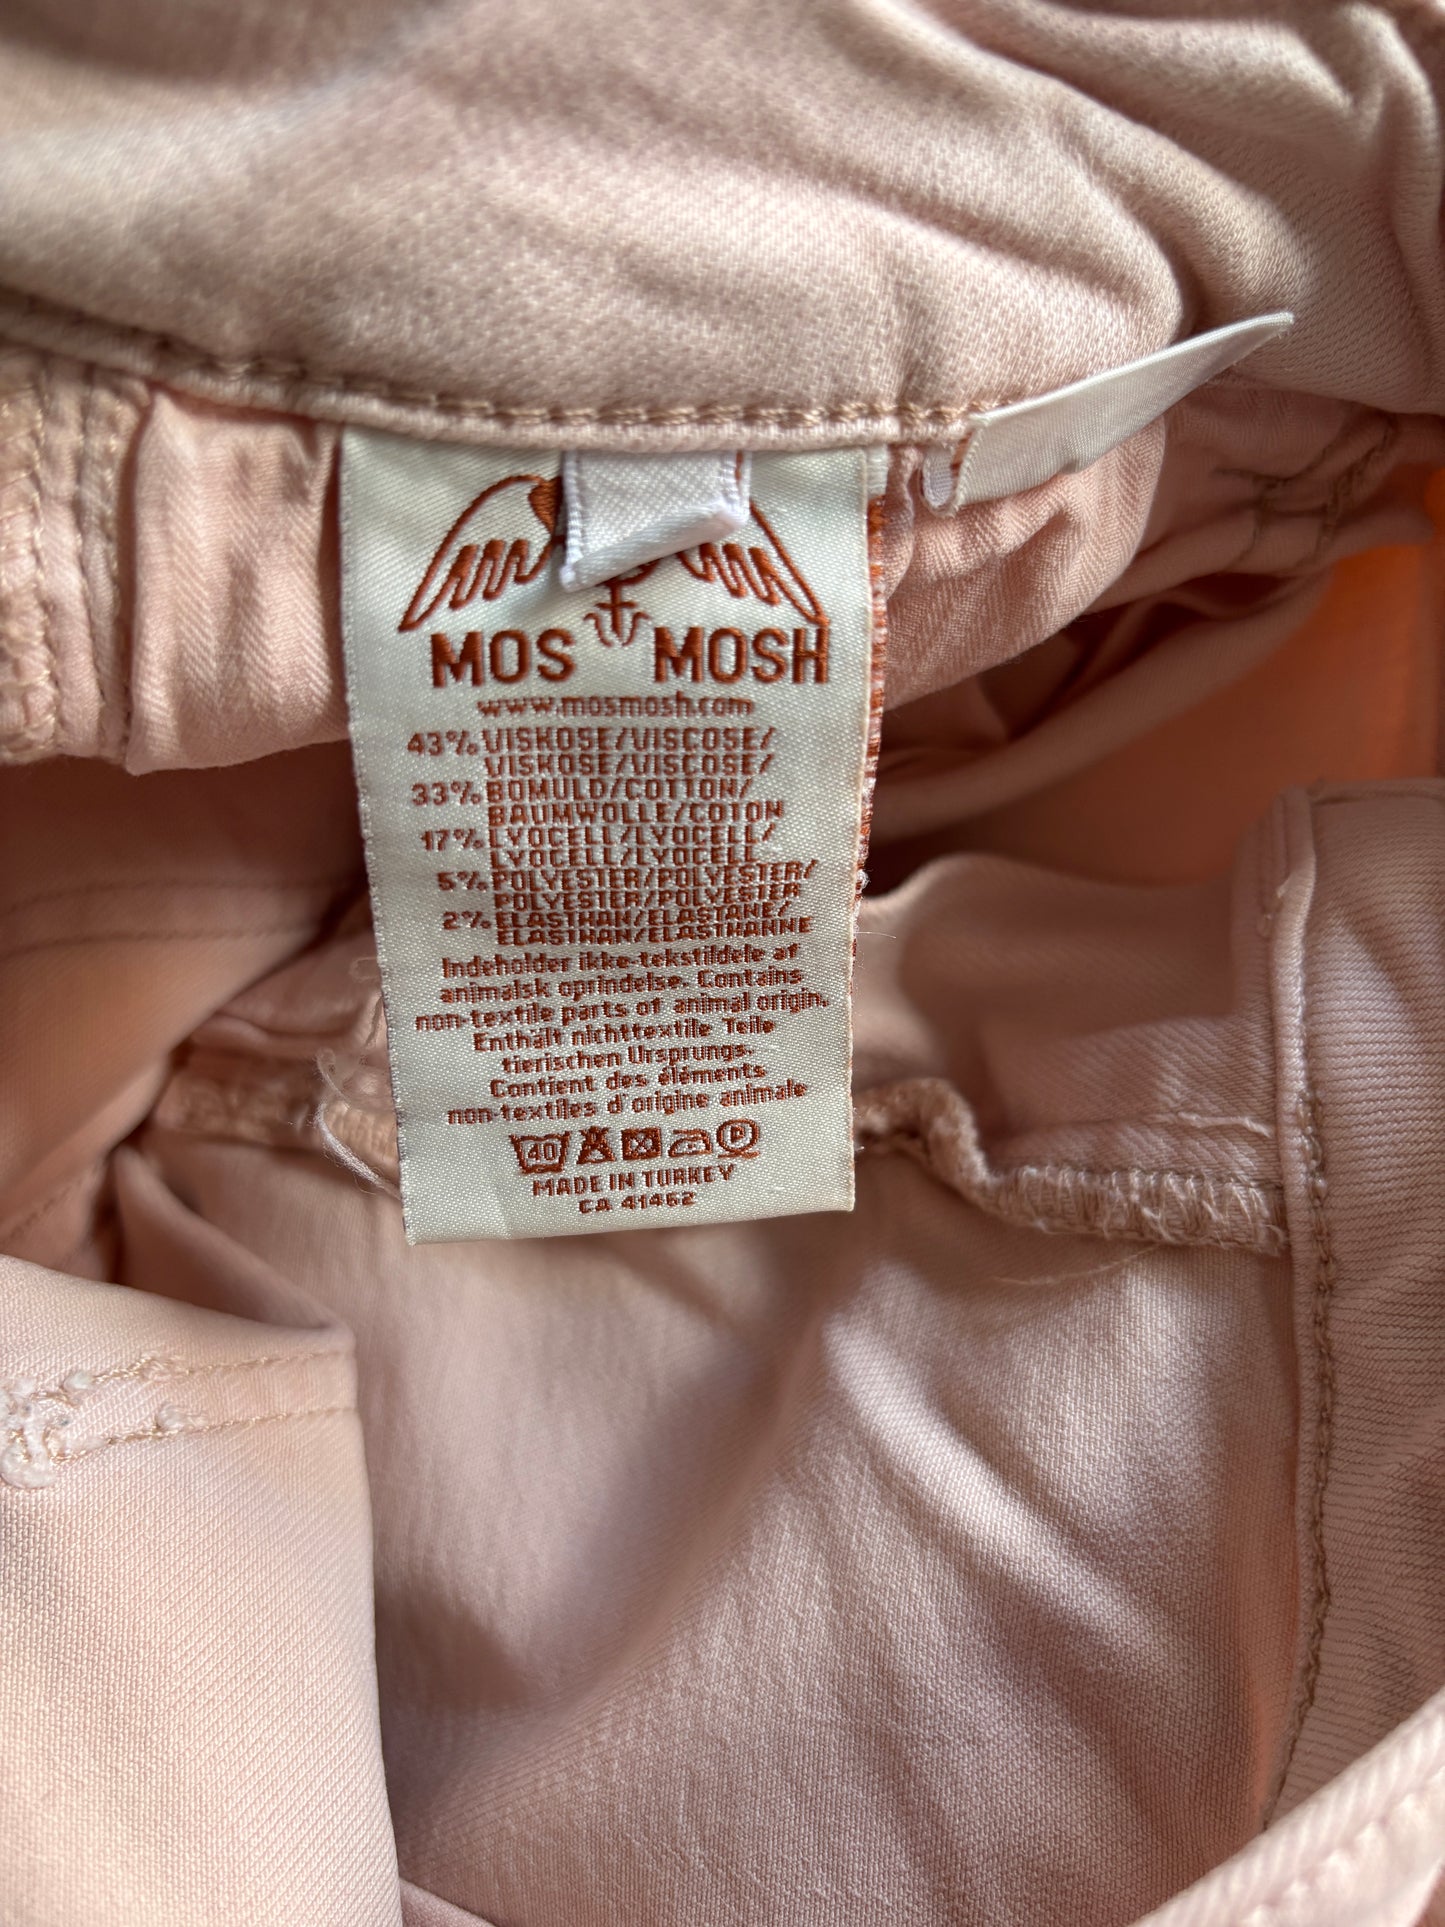 MOS MOSH
www.mosmosh.com
43% VISKOSE/VISCOSE/
VISKOSE/VISCOSE/
33% BOMULD/COTTON/
BAUMWOLLE/COTON
17% LYOCELL/LYOCELL/
LYOCELL/LYOCELL
5% POLYESTER/POLYESTER/
POLYESTER/POLYESTER
2% ELASTHAN/ELASTANE/
ELASTHAN/ELASTHANNE
Indeholder ikke-tekstildele af
animalsk oprindelse. Contains
non-textile parts of animal origin.
Enthält nichttextile Teile
tierischen Ursprungs.
Contient des éléments
non-textiles d'origine animale
40 P
MADE IN TURKEY
CA 41462